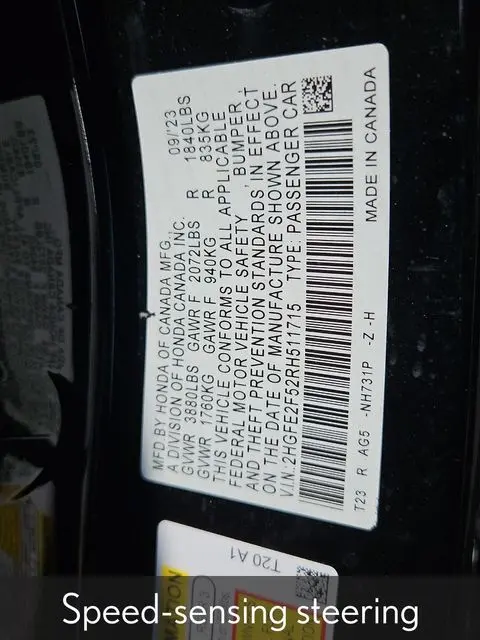 MFD.BY HONDA OF CANADA MFG., 09/'23
A DIVISION OF HONDA CANADA INC.
GVWR 3880LBS GAWR F 2072LBS R 1840LBS
GVWR 1760KG GAWR F 940KG R 835KG
THIS VEHICLE CONFORMS TO ALL APPLICABLE
FEDERAL MOTOR VEHICLE SAFETY , BUMPER,
AND THEFT PREVENTION STANDARDS IN EFFECT
ON THE DATE OF MANUFACTURE SHOWN ABOVE.
V.I.N.:2HGFE2F52RH511715 TYPE: PASSENGER CAR
T23 R AG5 -NH731P -Z -H MADE IN CANADA
T20 A1
Speed-sensing steering